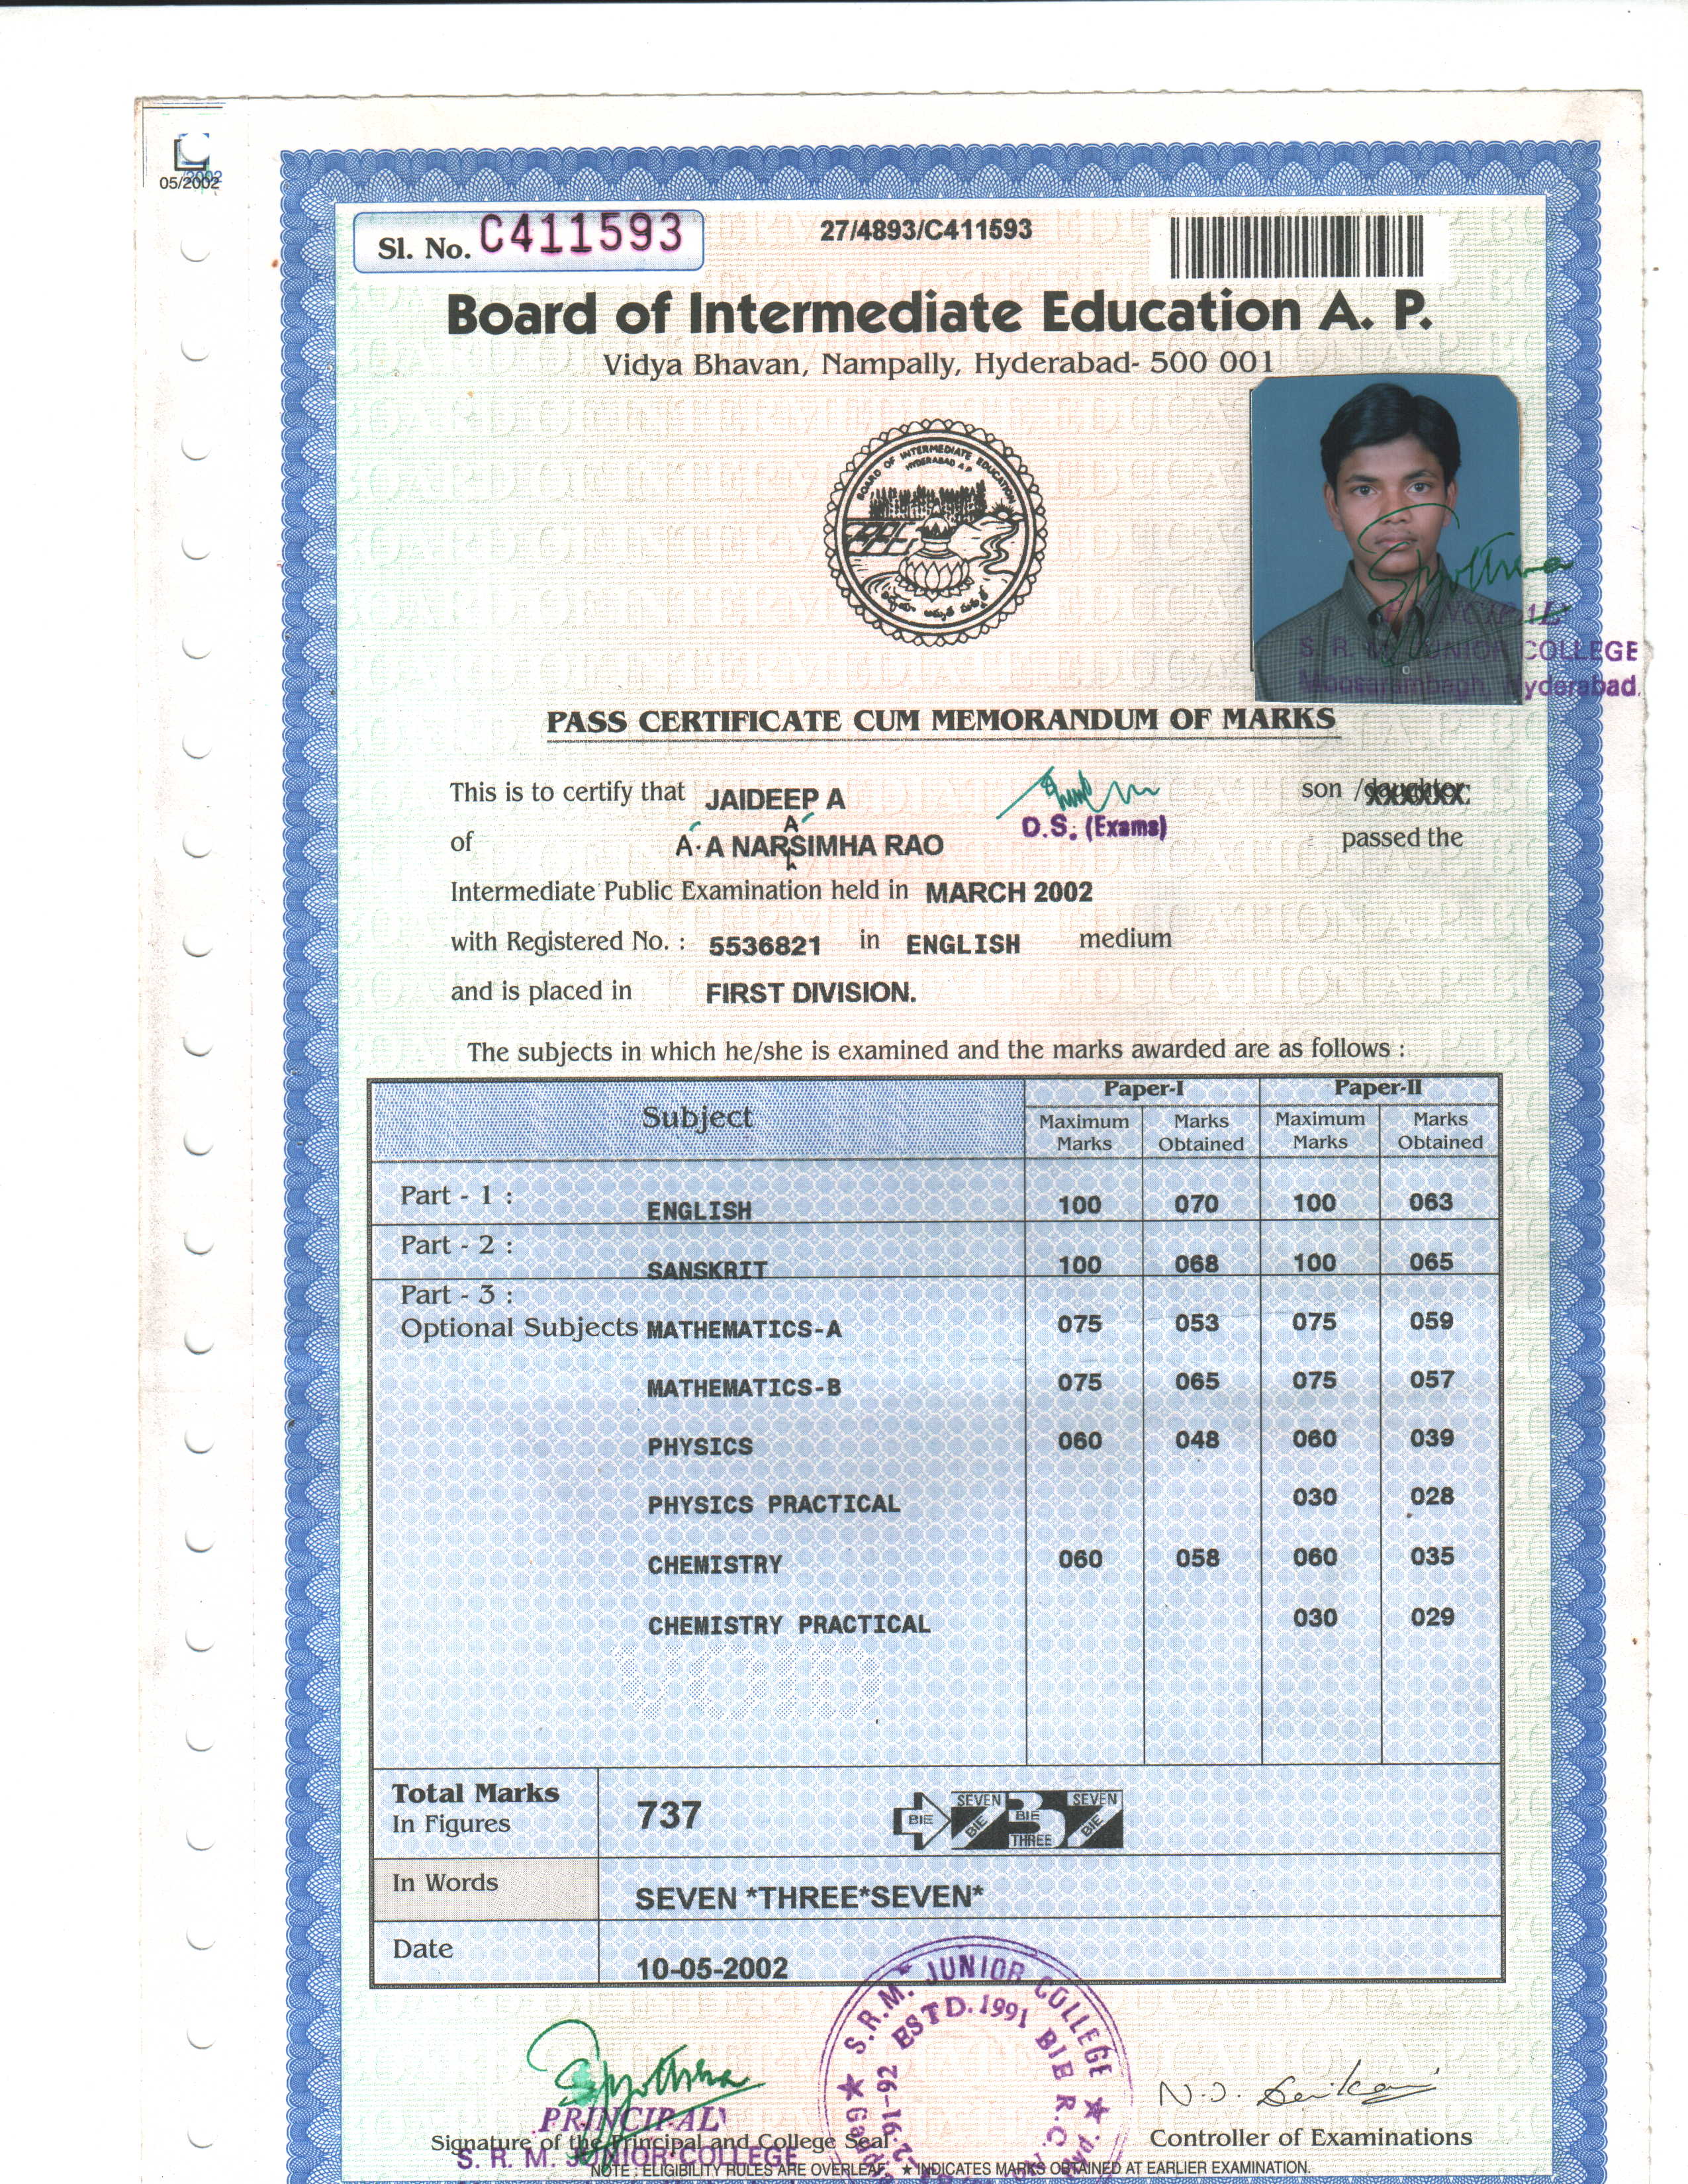 05/2002
Sl. No. C411593
27/4893/C411593
Board of Intermediate Education A. P.
Vidya Bhavan, Nampally, Hyderabad- 500 001
BOARD OF INTERMEDIATE EDUCATION
HYDERABAD A P
S. R. M. JUNIOR COLLEGE
Moosarambagh, Hyderabad.
PASS CERTIFICATE CUM MEMORANDUM OF MARKS
This is to certify that JAIDEEP A son /daughter
D.S. (Exams)
A
of A. A NARSIMHA RAO passed the
Intermediate Public Examination held in MARCH 2002
with Registered No. : 5536821 in ENGLISH medium
and is placed in FIRST DIVISION.
The subjects in which he/she is examined and the marks awarded are as follows :
Subject Paper-I Paper-II
Maximum Marks Marks Obtained Maximum Marks Marks Obtained
Part - 1 : ENGLISH 100 070 100 063
Part - 2 : SANSKRIT 100 068 100 065
Part - 3 :
Optional Subjects MATHEMATICS-A 075 053 075 059
MATHEMATICS-B 075 065 075 057
PHYSICS 060 048 060 039
PHYSICS PRACTICAL 030 028
CHEMISTRY 060 058 060 035
CHEMISTRY PRACTICAL 030 029
VOID
Total Marks
In Figures 737 BIE SEVEN BIE 3 BIE THREE SEVEN BIE
In Words SEVEN *THREE*SEVEN*
Date 10-05-2002
S.R.M. JUNIOR COLLEGE
ESTD. 1991 BIE R.C.
91-92
PRINCIPAL
Signature of the Principal and College Seal
S. R. M. JUNIOR COLLEGE
Controller of Examinations
NOTE : ELIGIBILITY RULES ARE OVERLEAF. ★ INDICATES MARKS OBTAINED AT EARLIER EXAMINATION.